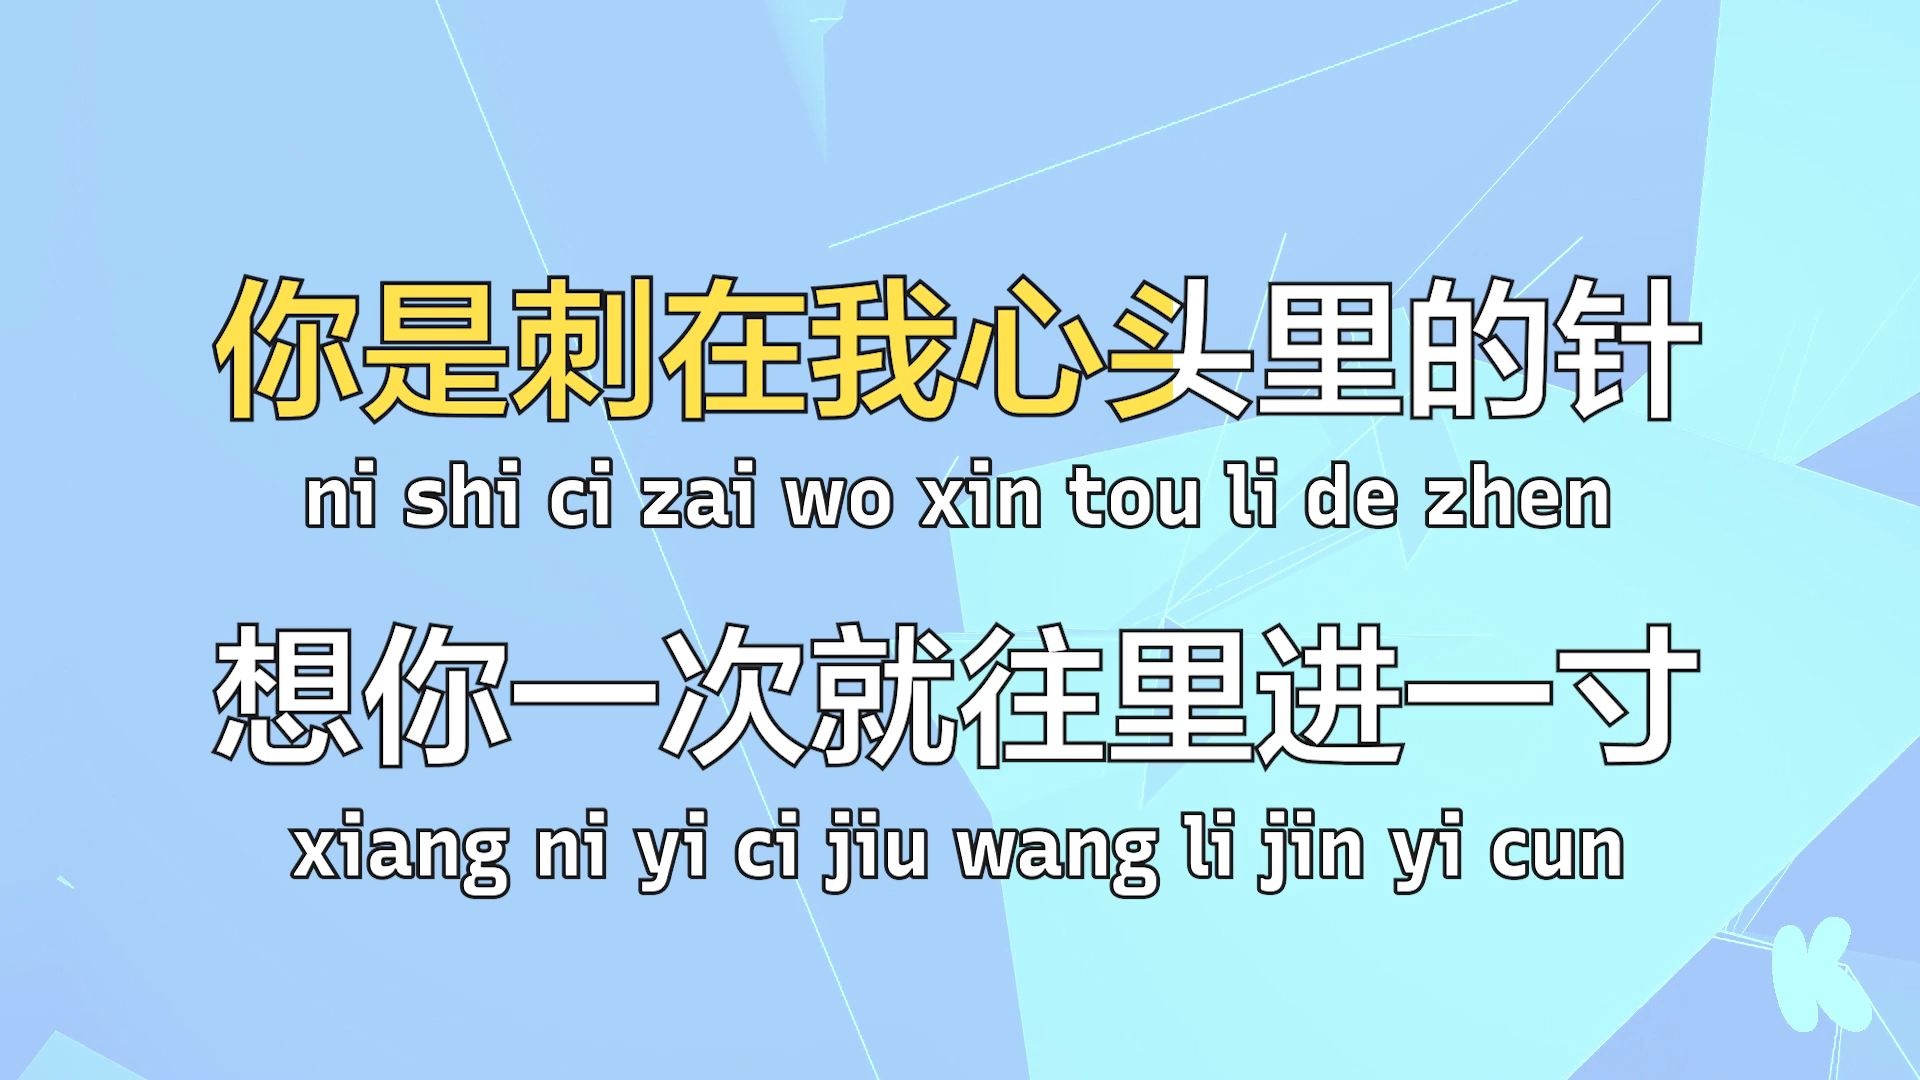 你是刺在我心头里的针
ni shi ci zai wo xin tou li de zhen
想你一次就往里进一寸
xiang ni yi ci jiu wang li jin yi cun
K